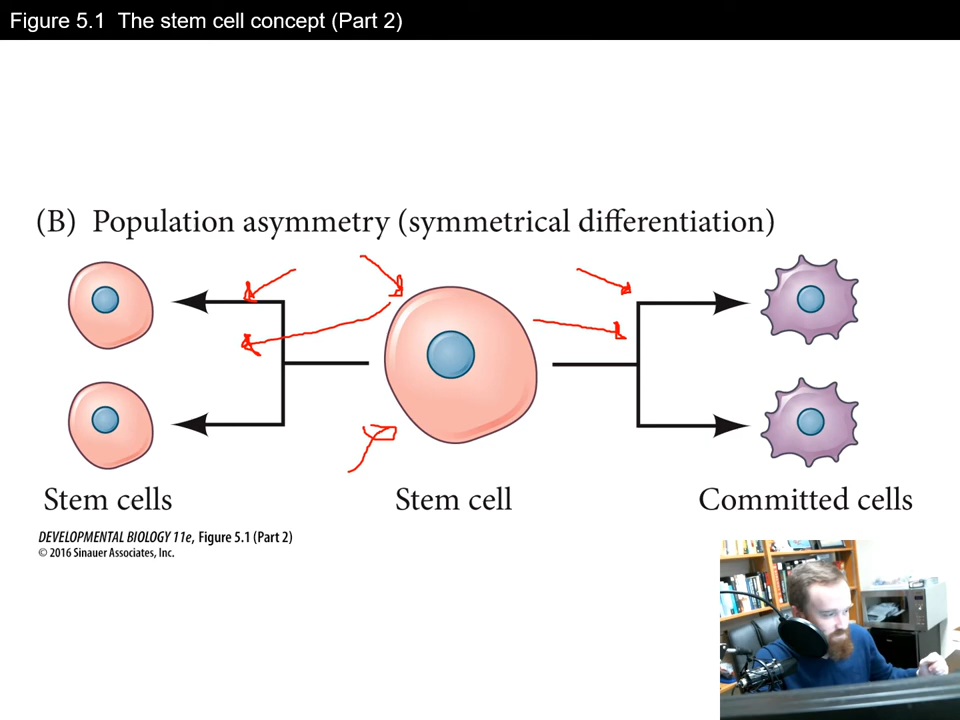 Figure 5.1 The stem cell concept (Part 2)
(B) Population asymmetry (symmetrical differentiation)
Stem cells
Stem cell
Committed cells
DEVELOPMENTAL BIOLOGY 11e, Figure 5.1 (Part 2)
© 2016 Sinauer Associates, Inc.